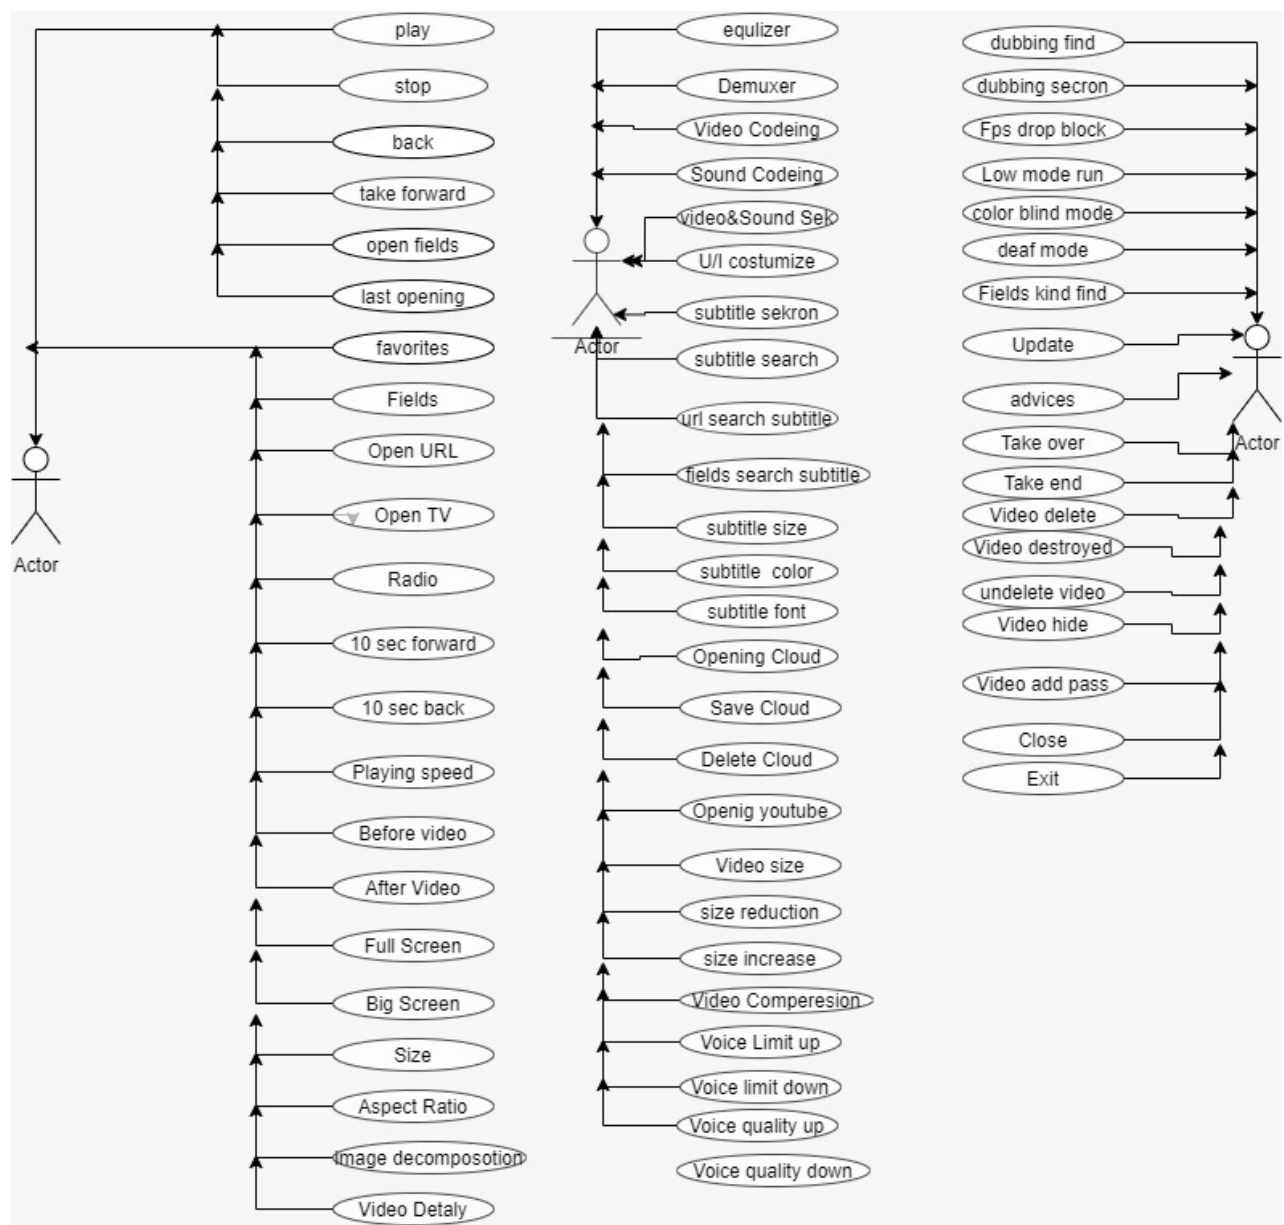 play
stop
back
take forward
open fields
last opening
favorites
Fields
Open URL
Open TV
Radio
10 sec forward
10 sec back
Playing speed
Before video
After Video
Full Screen
Big Screen
Size
Aspect Ratio
Image decomposotion
Video Detaly
Actor
equlizer
Demuxer
Video Codeing
Sound Codeing
video&Sound Sek
U/I costumize
subtitle sekron
subtitle search
url search subtitle
fields search subtitle
subtitle size
subtitle color
subtitle font
Opening Cloud
Save Cloud
Delete Cloud
Openig youtube
Video size
size reduction
size increase
Video Comperesion
Voice Limit up
Voice limit down
Voice quality up
Voice quality down
Actor
dubbing find
dubbing secron
Fps drop block
Low mode run
color blind mode
deaf mode
Fields kind find
Update
advices
Take over
Take end
Video delete
Video destroyed
undelete video
Video hide
Video add pass
Close
Exit
Actor